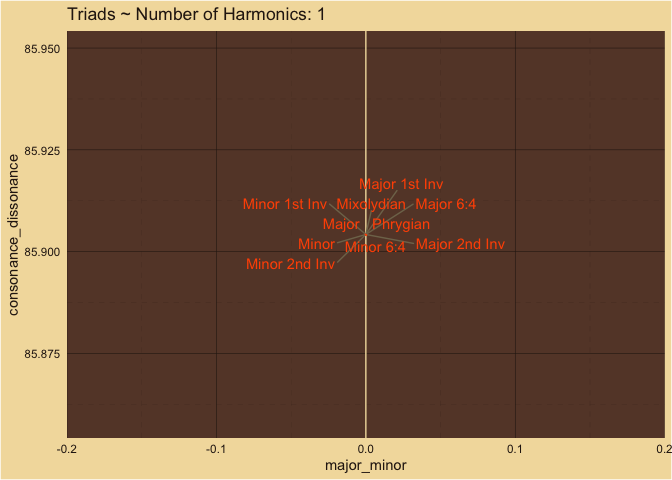 Triads ~ Number of Harmonics: 1
85.950
85.925
85.900
85.875
consonance_dissonance
Major 1st Inv
Minor 1st Inv
Mixolydian
Major 6:4
Major
Phrygian
Minor
Minor 6:4
Major 2nd Inv
Minor 2nd Inv
-0.2
-0.1
0.0
0.1
0.2
major_minor